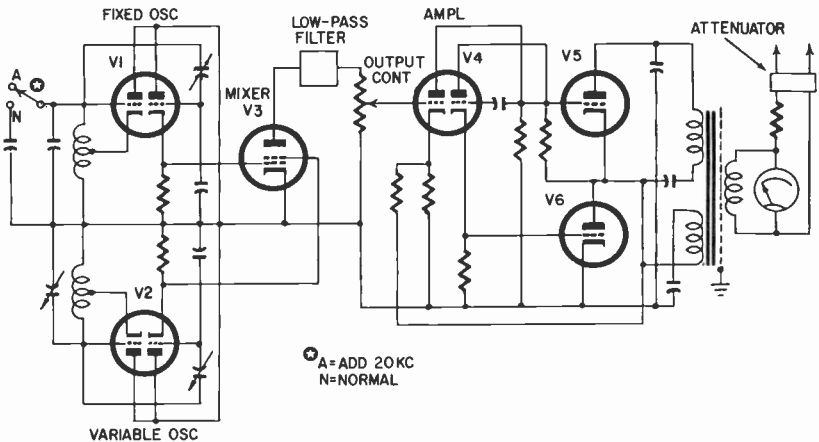 FIXED OSC
LOW-PASS
FILTER
AMPL
ATTENUATOR
A
N
V1
MIXER
V3
OUTPUT
CONT
V4
V5
V6
V2
✪ A=ADD 20KC
N=NORMAL
VARIABLE OSC